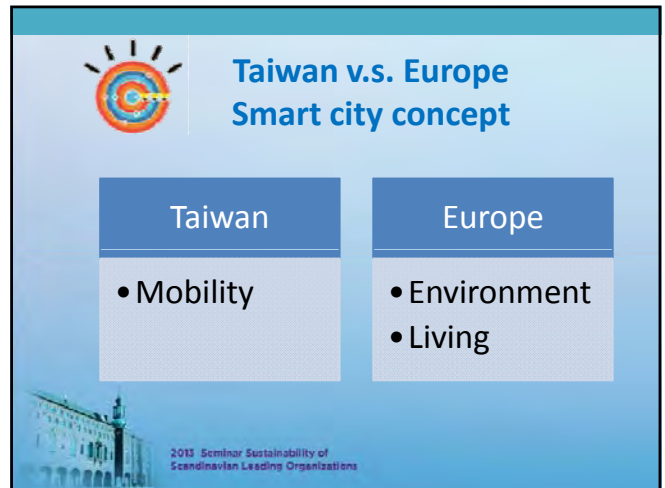 Taiwan v.s. Europe
Smart city concept
Taiwan
•Mobility
Europe
•Environment
•Living
2013 Seminar Sustainability of
Scandinavian Leading Organizations